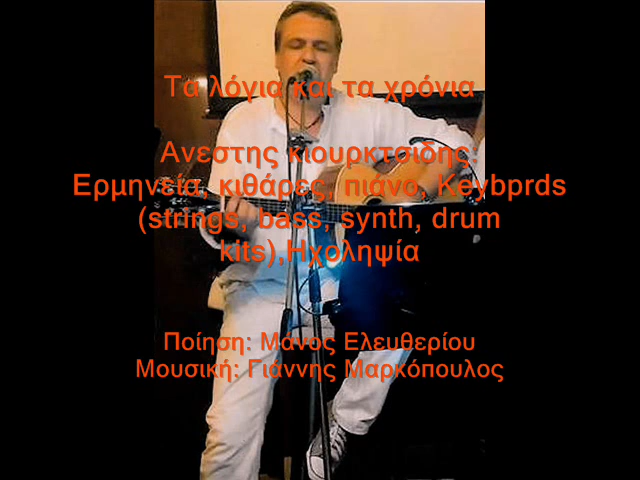 Τα λόγια και τα χρόνια
Ανεστης κιουρκτσιδης:
Ερμηνεία, κιθάρες, πιάνο, Keybprds
(strings, bass, synth, drum
kits),Ηχοληψία
Ποίηση: Μάνος Ελευθερίου
Μουσική: Γιάννης Μαρκόπουλος